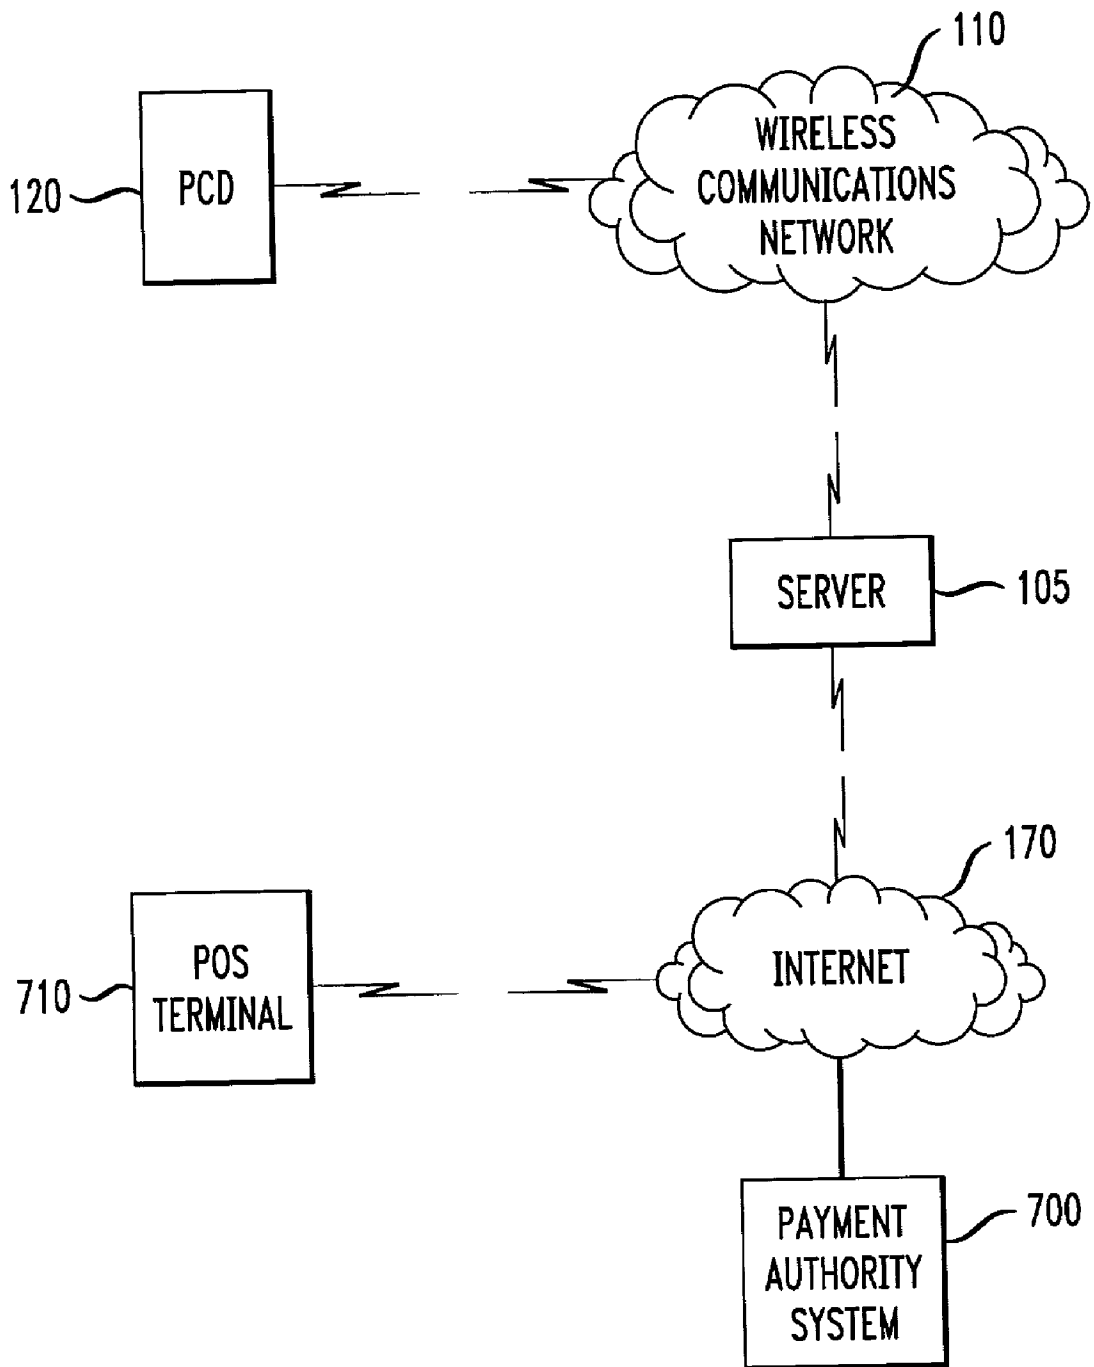 110
WIRELESS
COMMUNICATIONS
NETWORK
120
PCD
SERVER
105
170
INTERNET
710
POS
TERMINAL
700
PAYMENT
AUTHORITY
SYSTEM